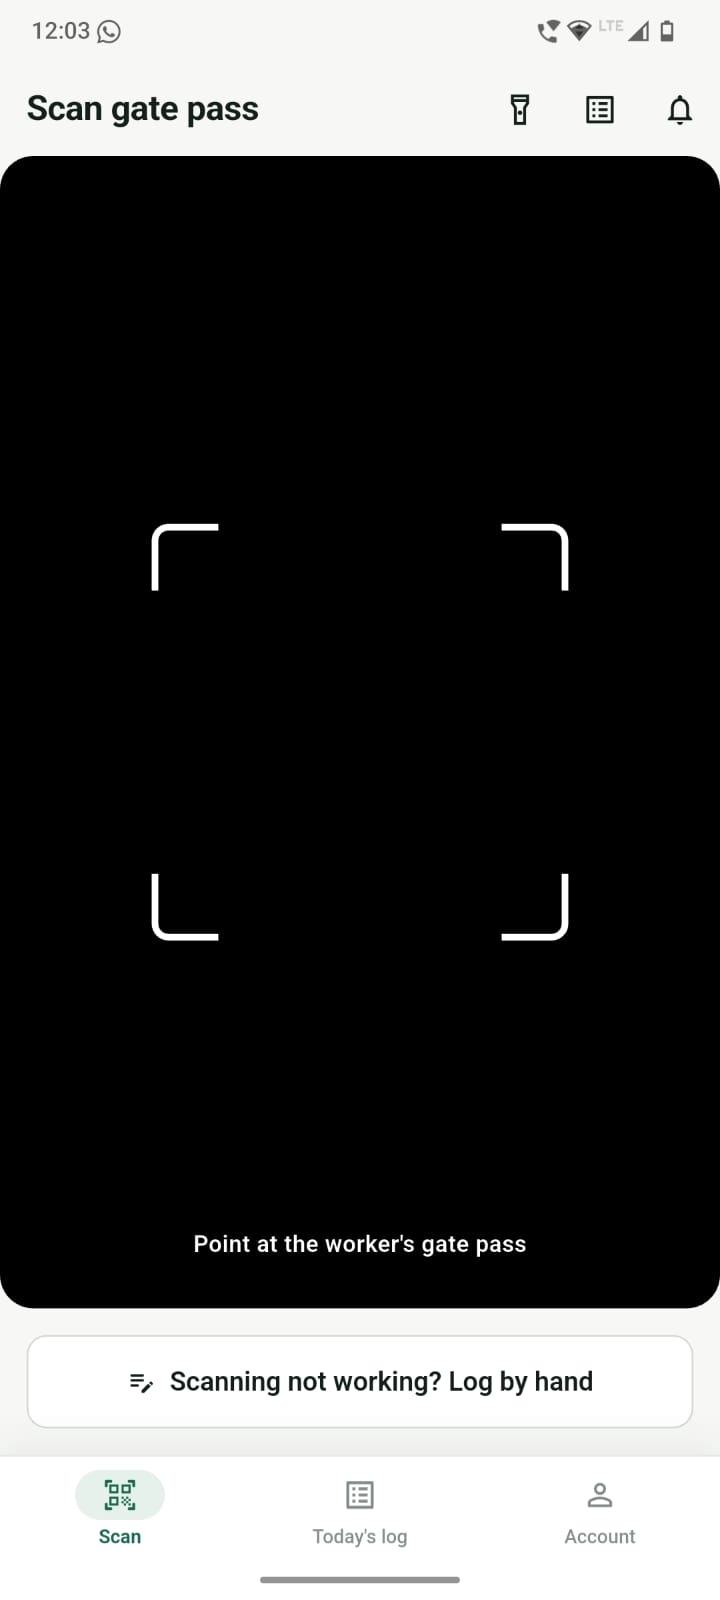 12:03
LTE
Scan gate pass
Point at the worker's gate pass
Scanning not working? Log by hand
Scan
Today's log
Account